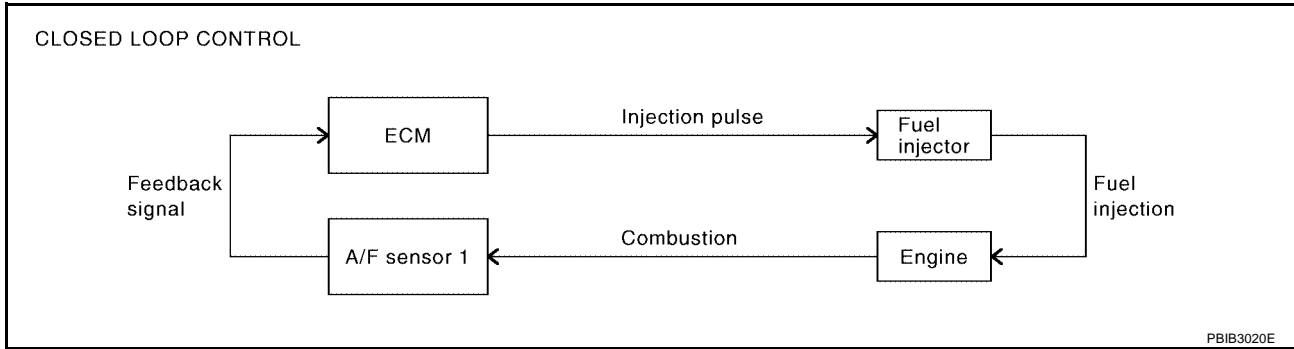 CLOSED LOOP CONTROL
ECM
Injection pulse
Fuel
injector
Feedback
signal
Fuel
injection
A/F sensor 1
Combustion
Engine
PBIB3020E